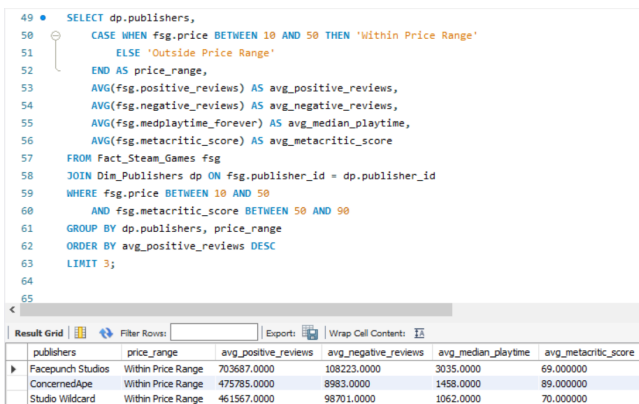 49 SELECT dp.publishers,
50 CASE WHEN fsg.price BETWEEN 10 AND 50 THEN 'Within Price Range'
51 ELSE 'Outside Price Range'
52 END AS price_range,
53 AVG(fsg.positive_reviews) AS avg_positive_reviews,
54 AVG(fsg.negative_reviews) AS avg_negative_reviews,
55 AVG(fsg.medplaytime_forever) AS avg_median_playtime,
56 AVG(fsg.metacritic_score) AS avg_metacritic_score
57 FROM Fact_Steam_Games fsg
58 JOIN Dim_Publishers dp ON fsg.publisher_id = dp.publisher_id
59 WHERE fsg.price BETWEEN 10 AND 50
60 AND fsg.metacritic_score BETWEEN 50 AND 90
61 GROUP BY dp.publishers, price_range
62 ORDER BY avg_positive_reviews DESC
63 LIMIT 3;
64
65
Result Grid Filter Rows: Export: Wrap Cell Content: IA
publishers price_range avg_positive_reviews avg_negative_reviews avg_median_playtime avg_metacritic_score
Facepunch Studios Within Price Range 703687.0000 108223.0000 3035.0000 69.000000
ConcernedApe Within Price Range 475785.0000 8983.0000 1458.0000 89.000000
Studio Wildcard Within Price Range 461567.0000 98701.0000 1062.0000 70.000000